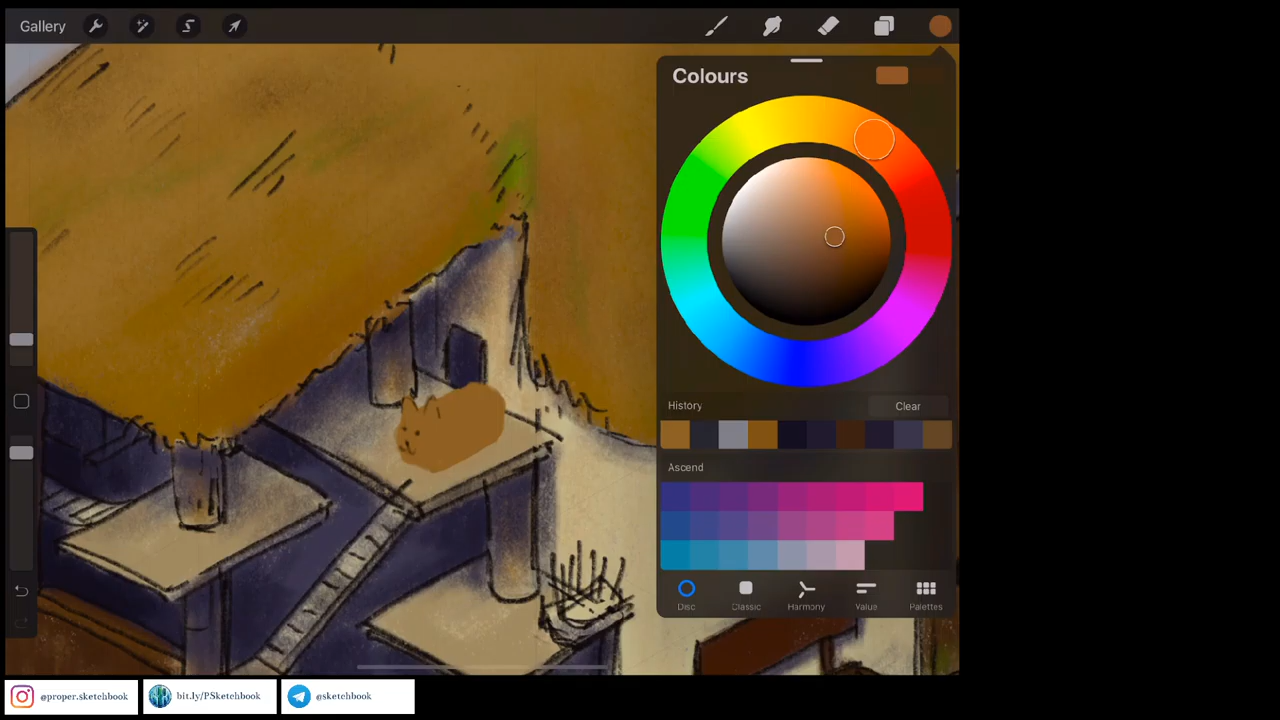 Gallery
Colours
History
Clear
Ascend
Disc
Classic
Harmony
Value
Palettes
@proper.sketchbook
bit.ly/PSketchbook
@sketchbook